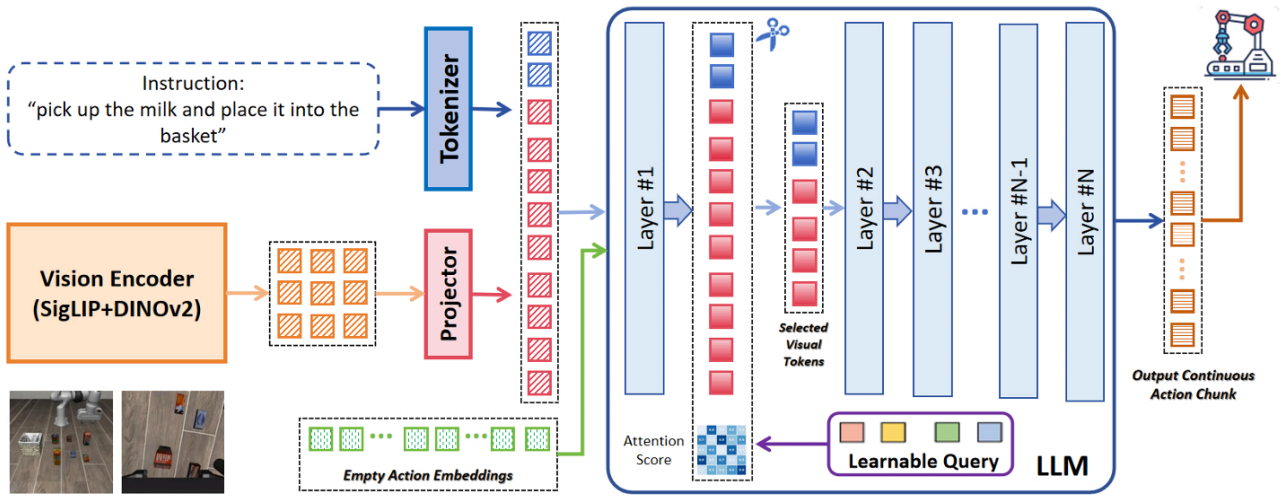 Instruction:
“pick up the milk and place it into the
basket”
Tokenizer
Vision Encoder
(SigLIP+DINOv2)
Projector
Empty Action Embeddings
Layer #1
Attention
Score
Selected
Visual
Tokens
Layer #2
Layer #3
Layer #N-1
Layer #N
Learnable Query
LLM
Output Continuous
Action Chunk